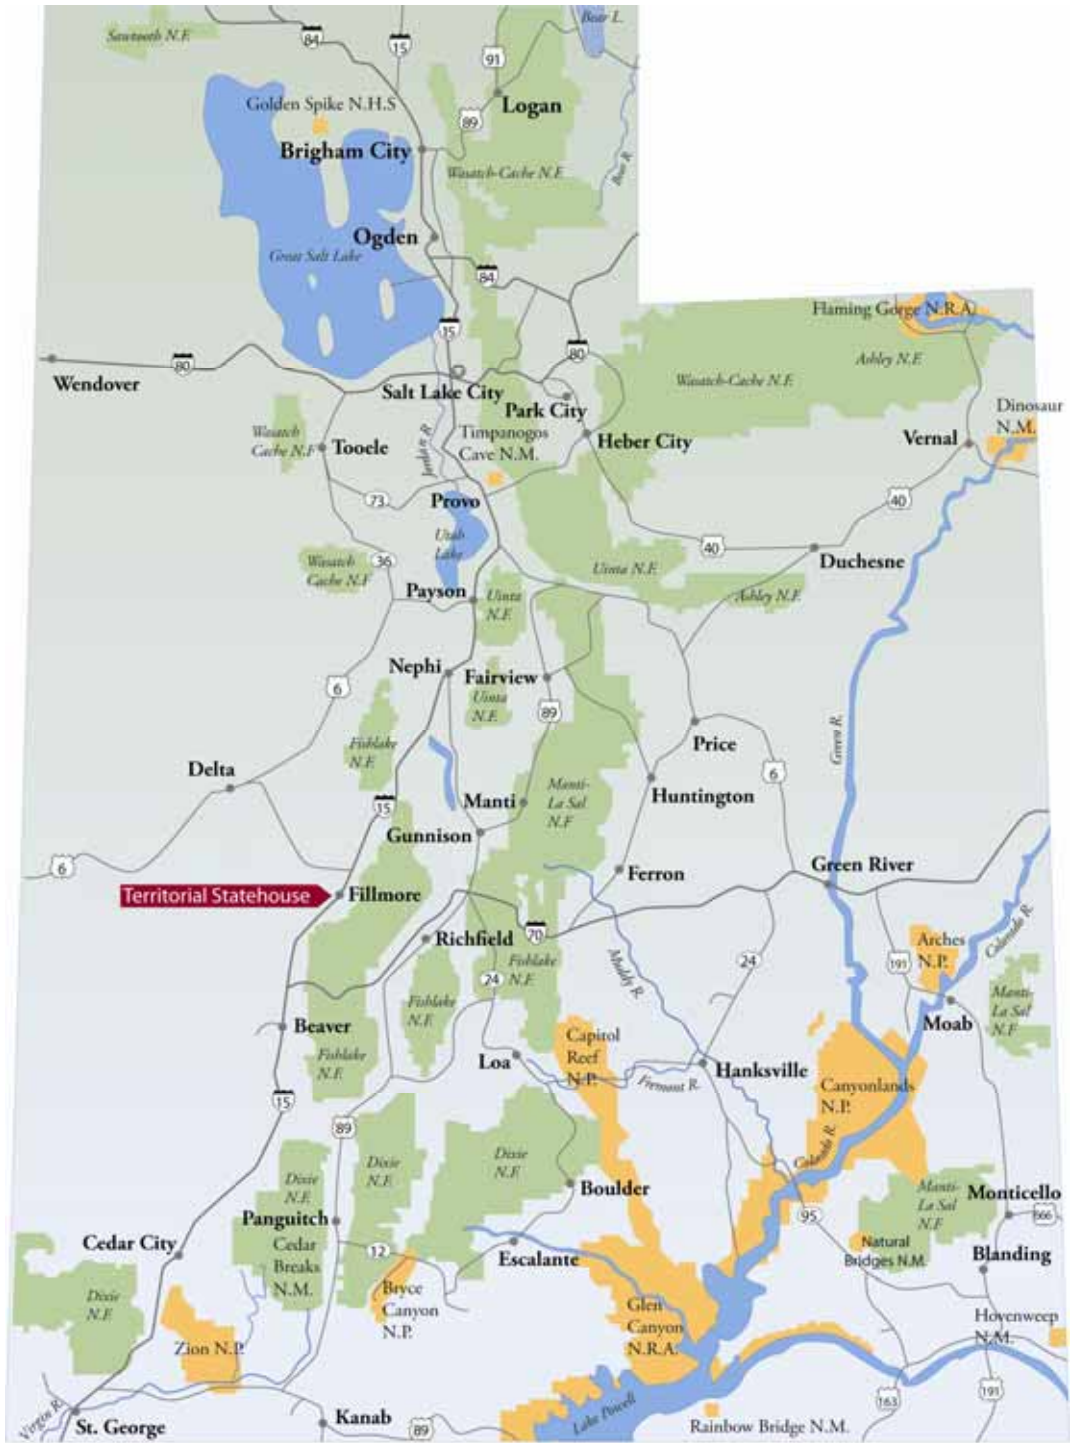 Bear L.
Sawtooth N.F.
84
15
91
Golden Spike N.H.S
Logan
89
Brigham City
Wasatch-Cache N.F.
Bear R.
Ogden
Great Salt Lake
84
Flaming Gorge N.R.A.
15
80
80
Ashley N.F.
Wendover
Wasatch-Cache N.F.
Salt Lake City
Park City
Dinosaur
N.M.
Wasatch
Cache N.F
Tooele
Jordan R.
Timpanogos
Cave N.M.
Heber City
Vernal
73
Provo
40
Utah
Lake
40
36
Wasatch
Cache N.F
Uinta N.F.
Duchesne
Payson
Uinta
N.F.
Ashley N.F.
Nephi
Fairview
6
Uinta
N.F.
89
Green R.
Fishlake
N.F.
Price
Delta
6
Manti-
La Sal
N.F
Huntington
15
Manti
Gunnison
6
Green River
Ferron
Territorial Statehouse
Fillmore
70
Richfield
Colorado R.
Arches
N.P.
Fishlake
N.F.
24
Muddy R.
24
191
Fishlake
N.F.
Manti-
La Sal
N.F
Beaver
Moab
Capitol
Reef
N.P.
Fishlake
N.F.
Loa
Hanksville
Fremont R.
Canyonlands
N.P.
15
89
Colorado R.
Dixie
N.F.
Dixie
N.F.
Dixie
N.F.
Boulder
Manti-
La Sal
N.F
Monticello
666
Panguitch
95
Cedar City
Cedar
Breaks
N.M.
12
Escalante
Natural
Bridges N.M.
Blanding
Dixie
N.F.
Bryce
Canyon
N.P.
Glen
Canyon
N.R.A.
Hovenweep
N.M.
Zion N.P.
Virgin R.
St. George
Kanab
89
Lake Powell
Rainbow Bridge N.M.
163
191